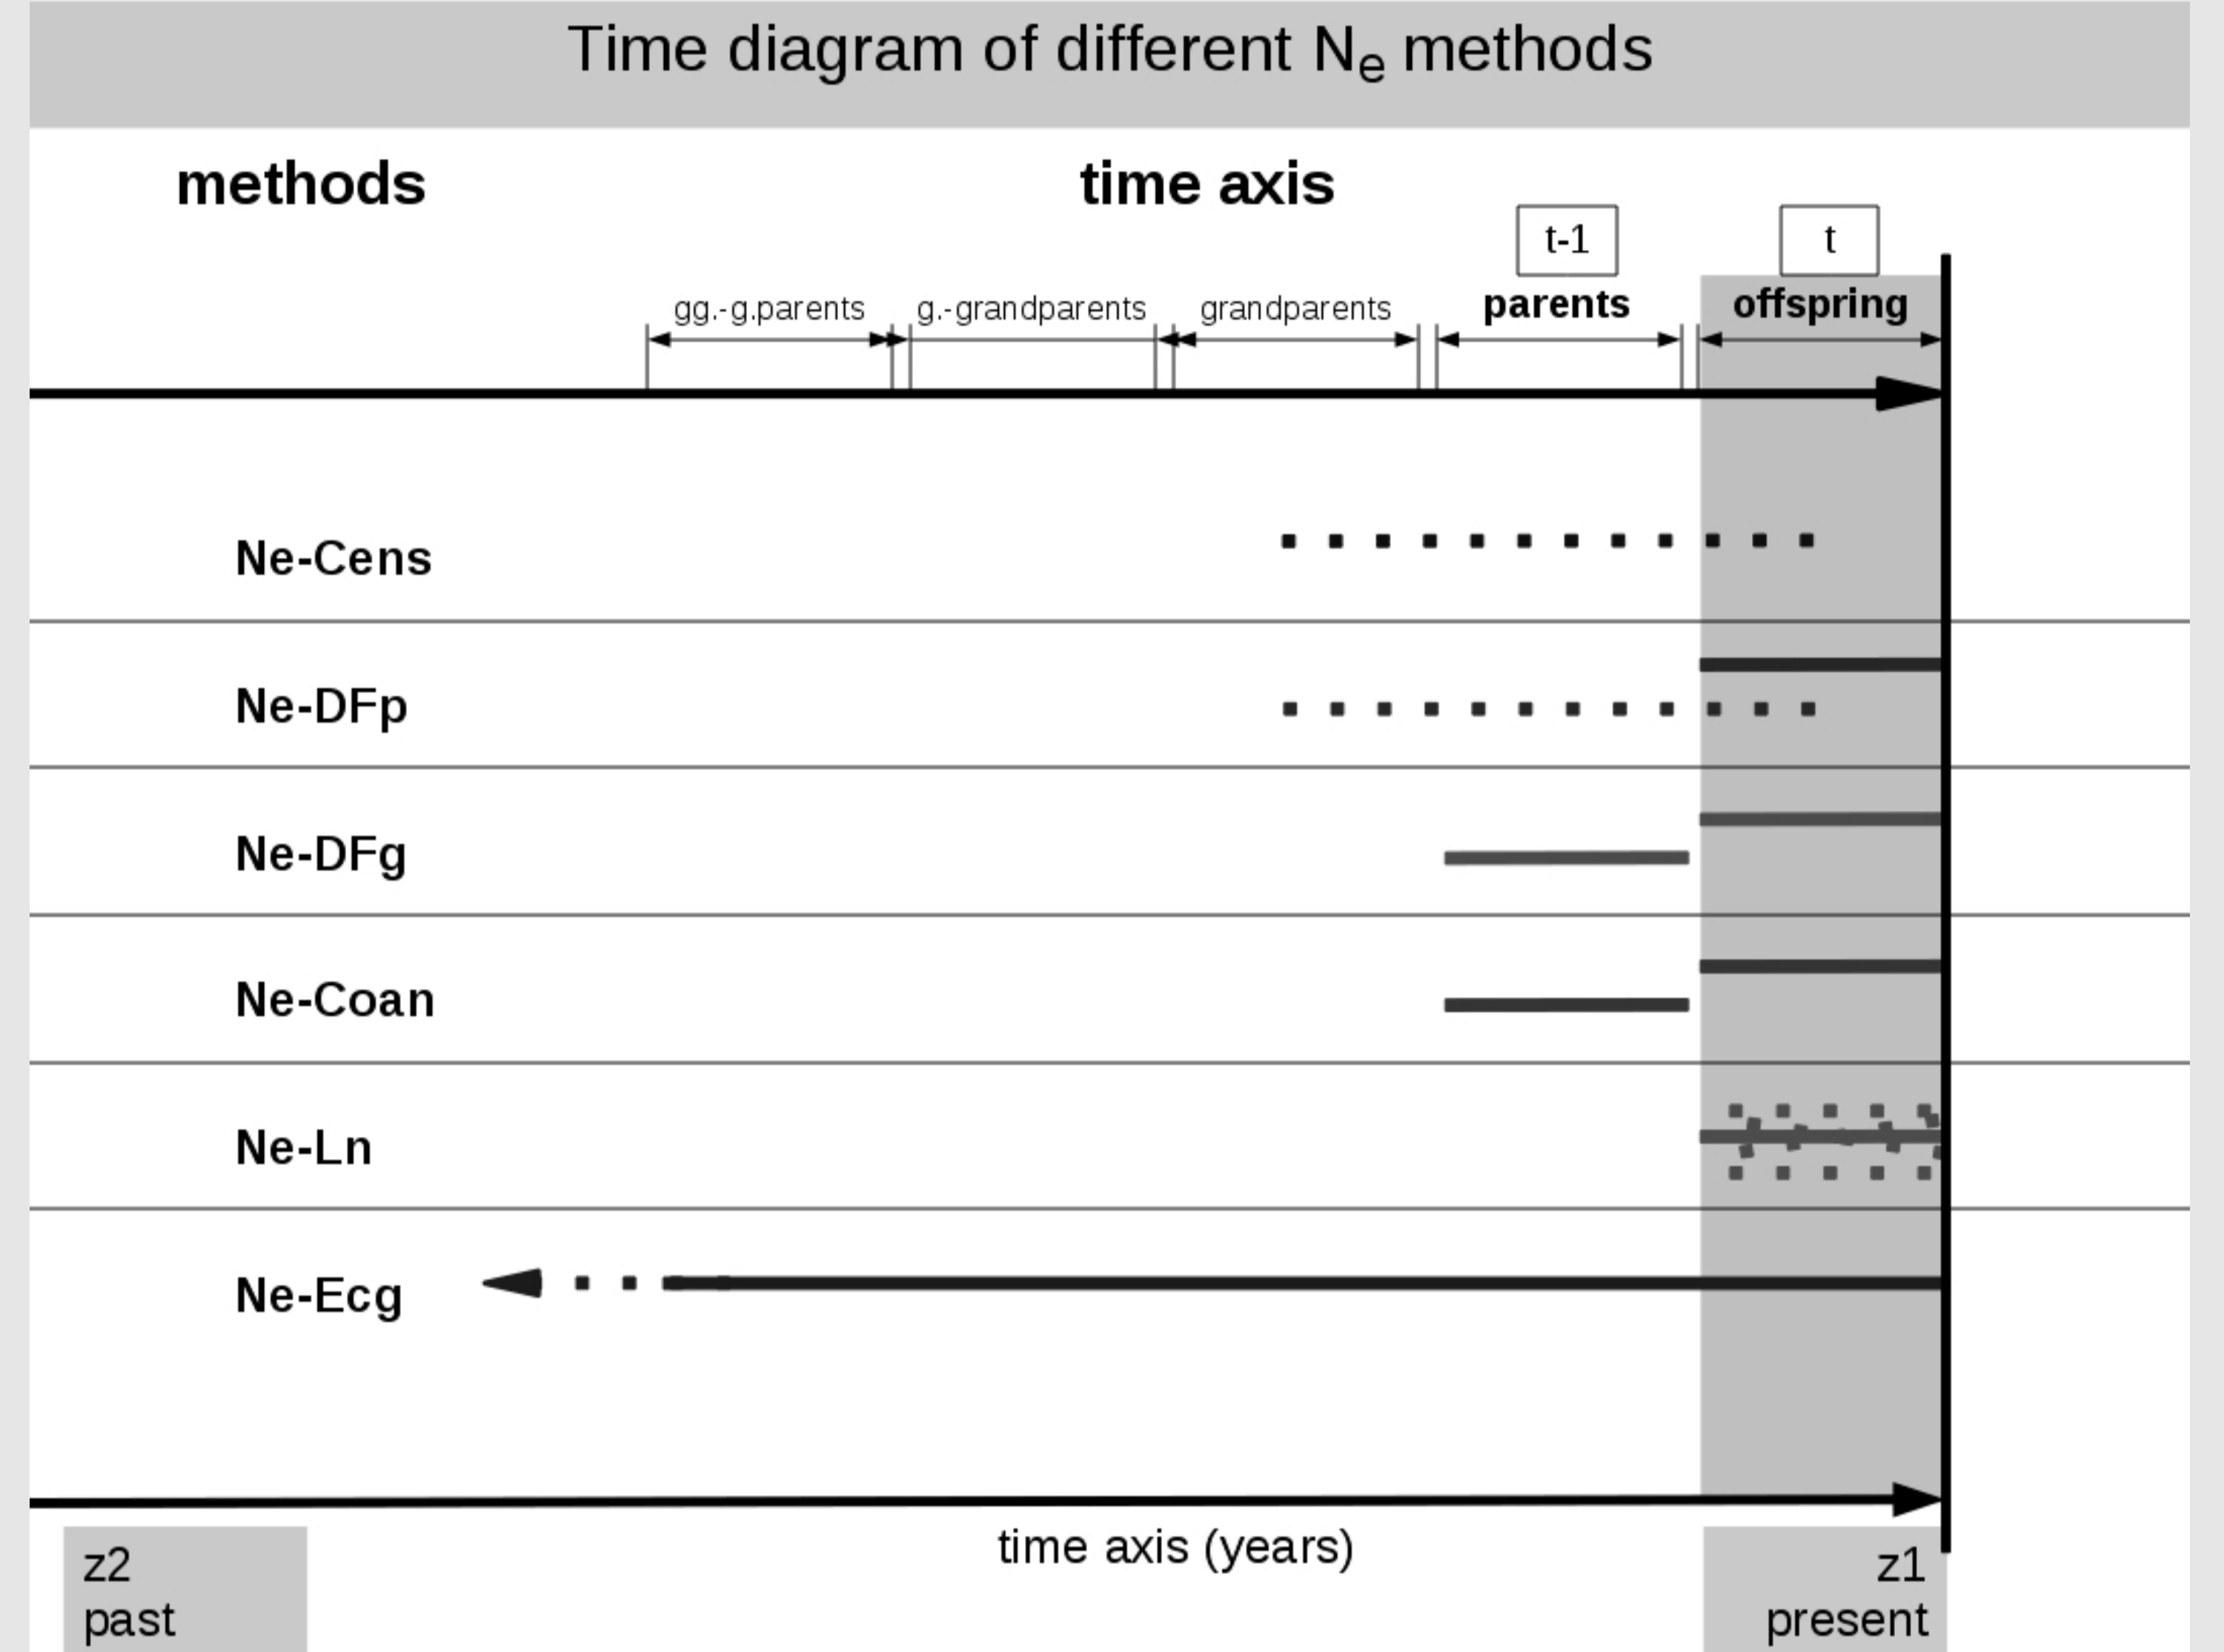 Time diagram of different Ne methods
methods
time axis
t-1
t
gg.-g.parents
g.-grandparents
grandparents
parents
offspring
Ne-Cens
Ne-DFp
Ne-DFg
Ne-Coan
Ne-Ln
Ne-Ecg
time axis (years)
z2
past
z1
present